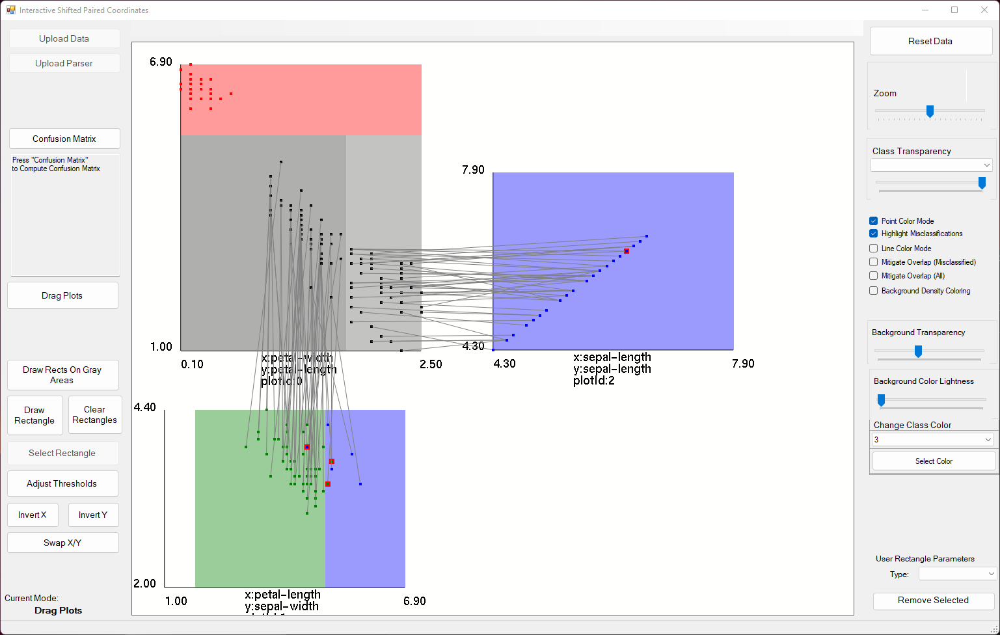 Interactive Shifted Paired Coordinates
Upload Data
Upload Parser
Confusion Matrix
Press "Confusion Matrix"
to Compute Confusion Matrix
Drag Plots
Draw Rects On Gray
Areas
Draw
Rectangle
Clear
Rectangles
Select Rectangle
Adjust Thresholds
Invert X
Invert Y
Swap X/Y
Current Mode:
Drag Plots
6.90
1.00
0.10
2.50
x:petal-width
y:petal-length
plotId:0
7.90
4.30
4.30
7.90
x:sepal-length
y:sepal-length
plotId:2
4.40
2.00
1.00
6.90
x:petal-length
y:sepal-width
Reset Data
Zoom
Class Transparency
Point Color Mode
Highlight Misclassifications
Line Color Mode
Mitigate Overlap (Misclassified)
Mitigate Overlap (All)
Background Density Coloring
Background Transparency
Background Color Lightness
Change Class Color
3
Select Color
User Rectangle Parameters
Type:
Remove Selected